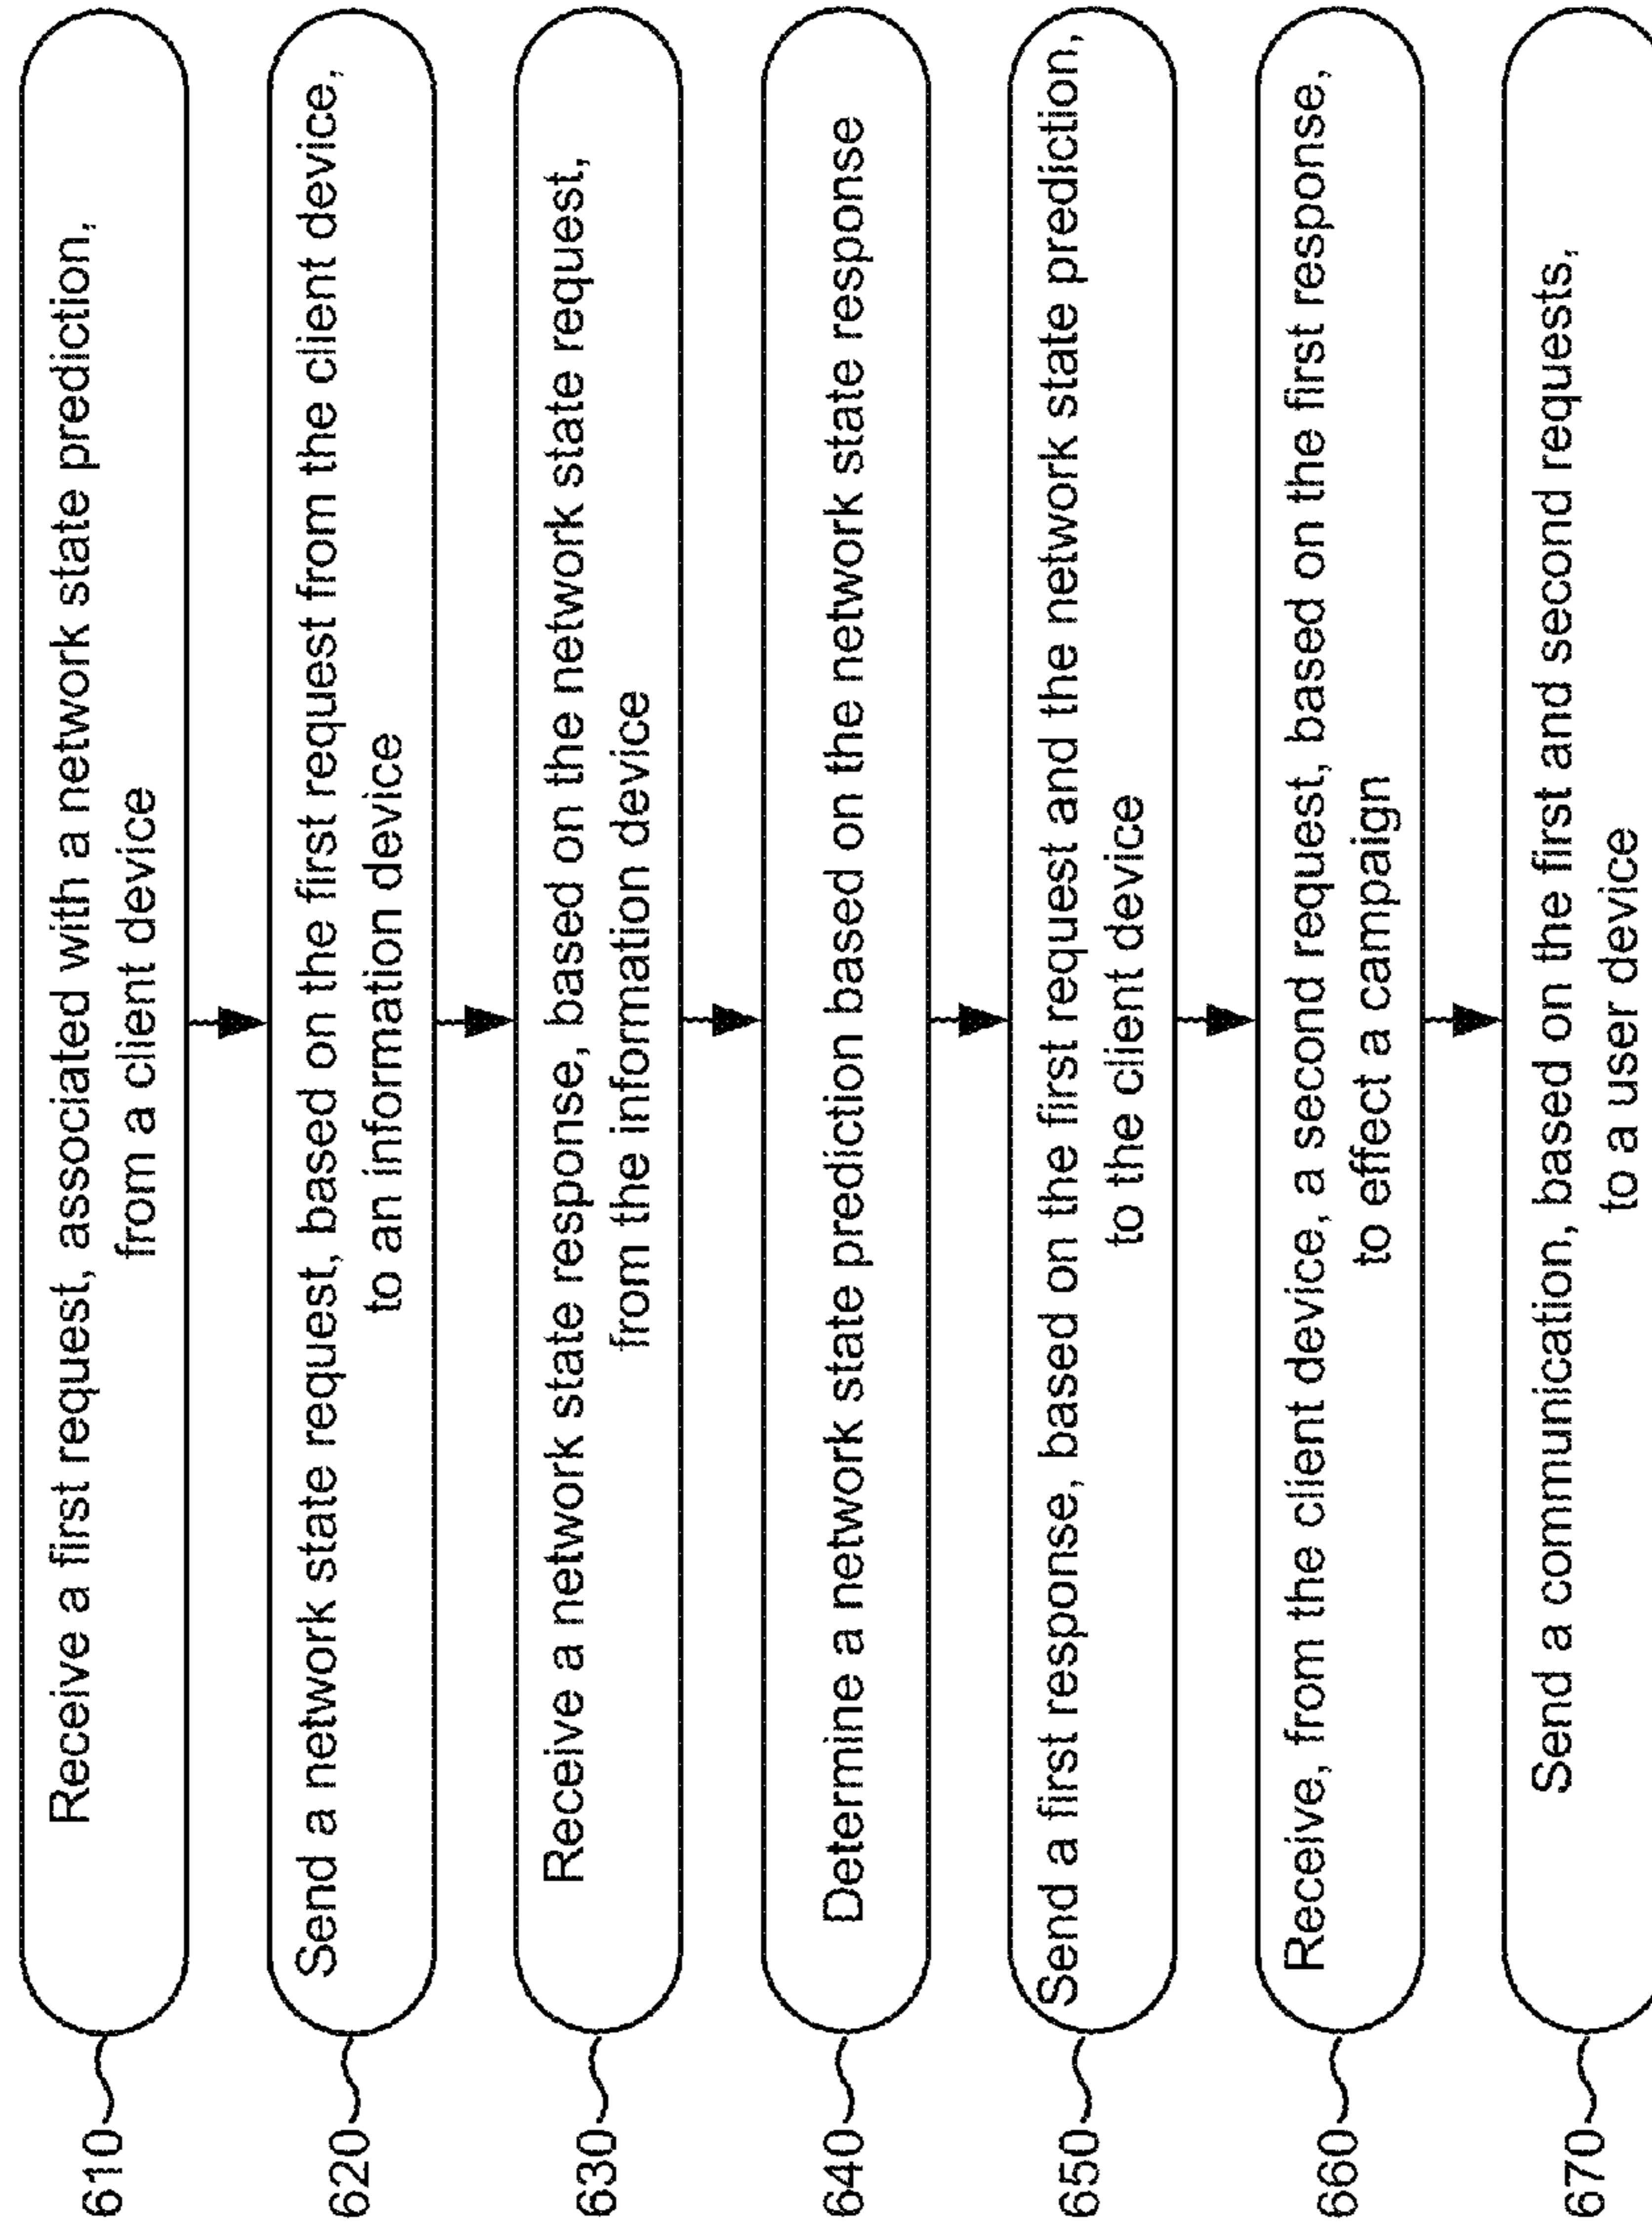 610
Receive a first request, associated with a network state prediction,
from a client device
620
Send a network state request, based on the first request from the client device,
to an information device
630
Receive a network state response, based on the network state request,
from the information device
640
Determine a network state prediction based on the network state response
650
Send a first response, based on the first request and the network state prediction,
to the client device
660
Receive, from the client device, a second request, based on the first response,
to effect a campaign
670
Send a communication, based on the first and second requests,
to a user device